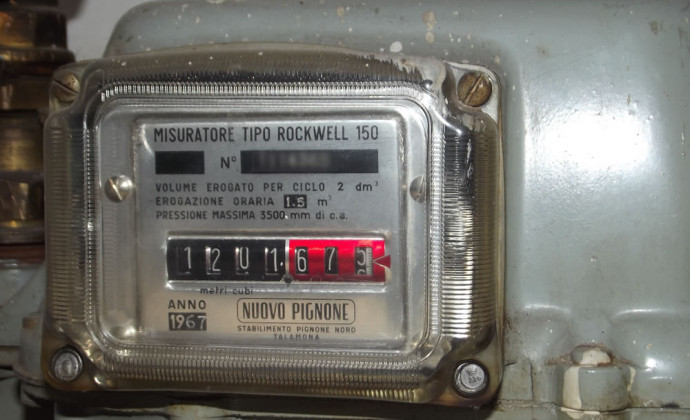 MISURATORE TIPO ROCKWELL 150
N°
VOLUME EROGATO PER CICLO 2 dm³
EROGAZIONE ORARIA 1.5 m³
PRESSIONE MASSIMA 3500 mm di c.a.
1201675
metri cubi
ANNO
1967
NUOVO PIGNONE
STABILIMENTO PIGNONE NORD
TALAMONA